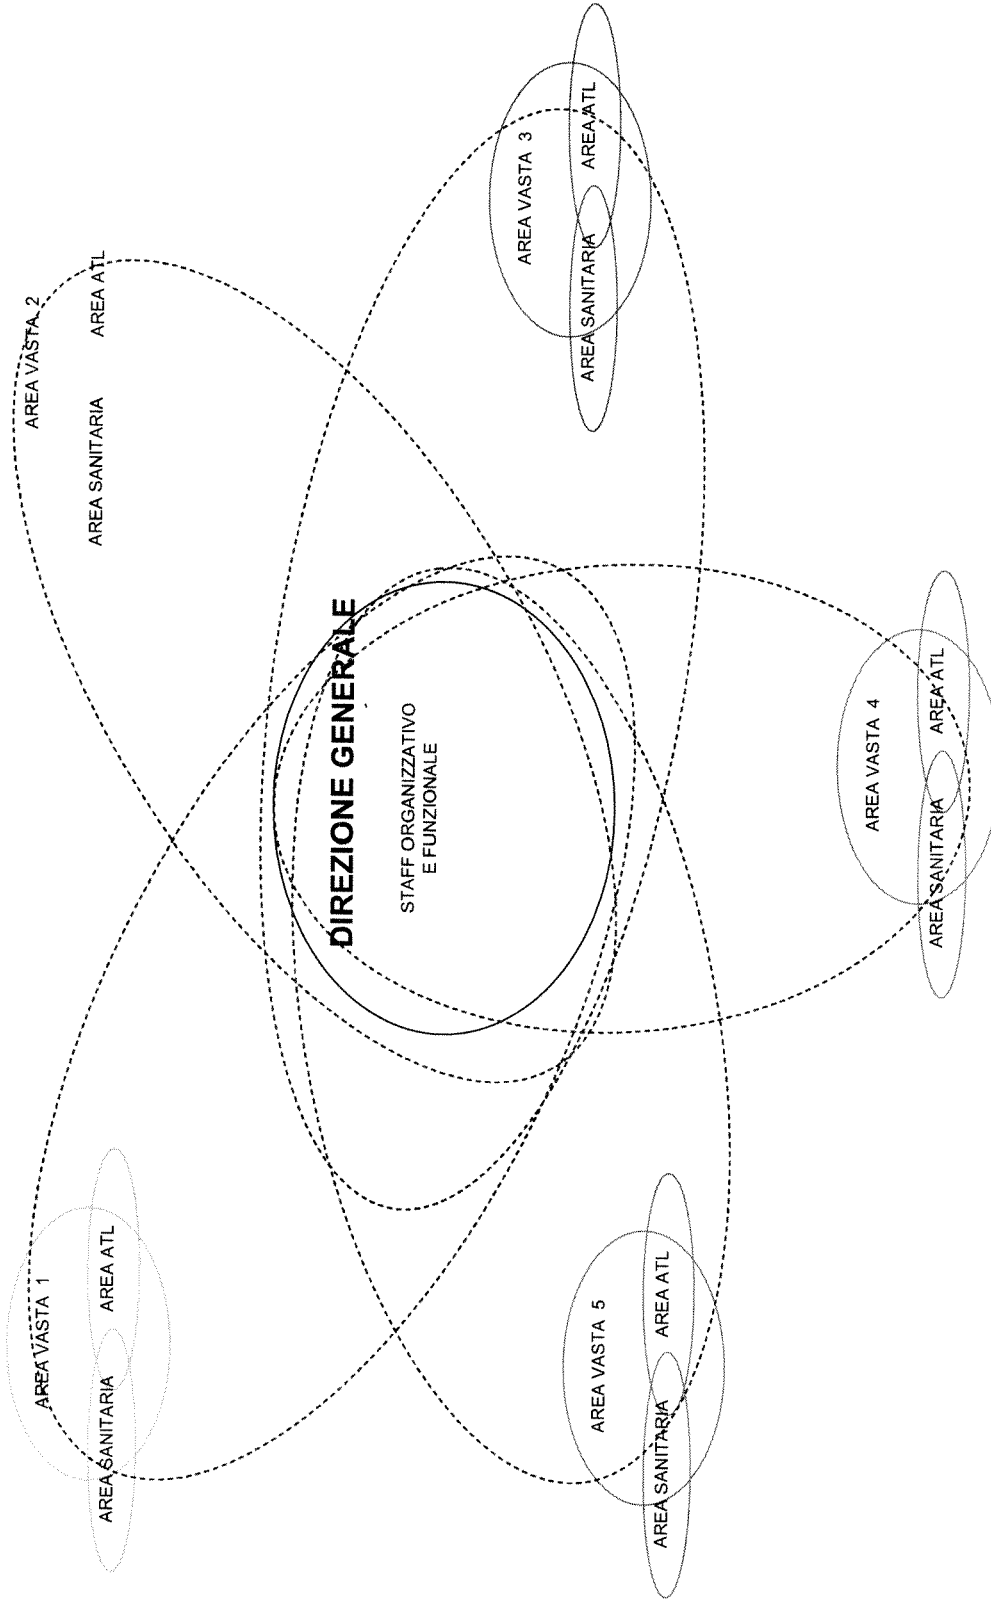 AREA VASTA 1
AREA SANITARIA
AREA ATL
AREA VASTA 2
AREA SANITARIA
AREA ATL
DIREZIONE GENERALE
STAFF ORGANIZZATIVO
E FUNZIONALE
AREA VASTA 3
AREA SANITARIA
AREA ATL
AREA VASTA 5
AREA SANITARIA
AREA ATL
AREA VASTA 4
AREA SANITARIA
AREA ATL